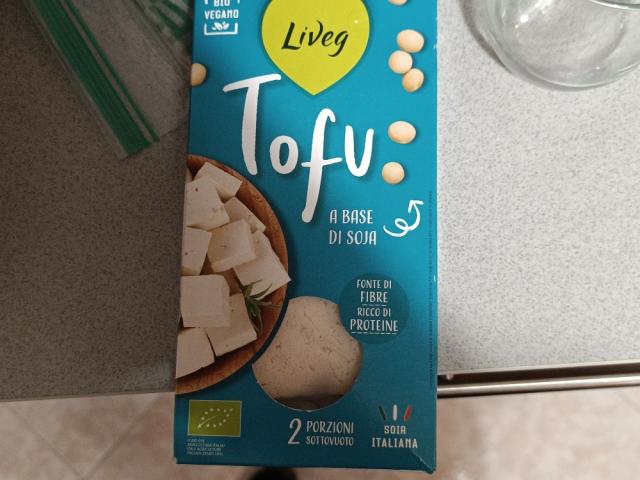 BIO
VEGANO
Liveg
Tofu
A BASE
DI SOJA
FONTE DI
FIBRE
RICCO DI
PROTEINE
2 PORZIONI
SOTTOVUOTO
SOIA
ITALIANA